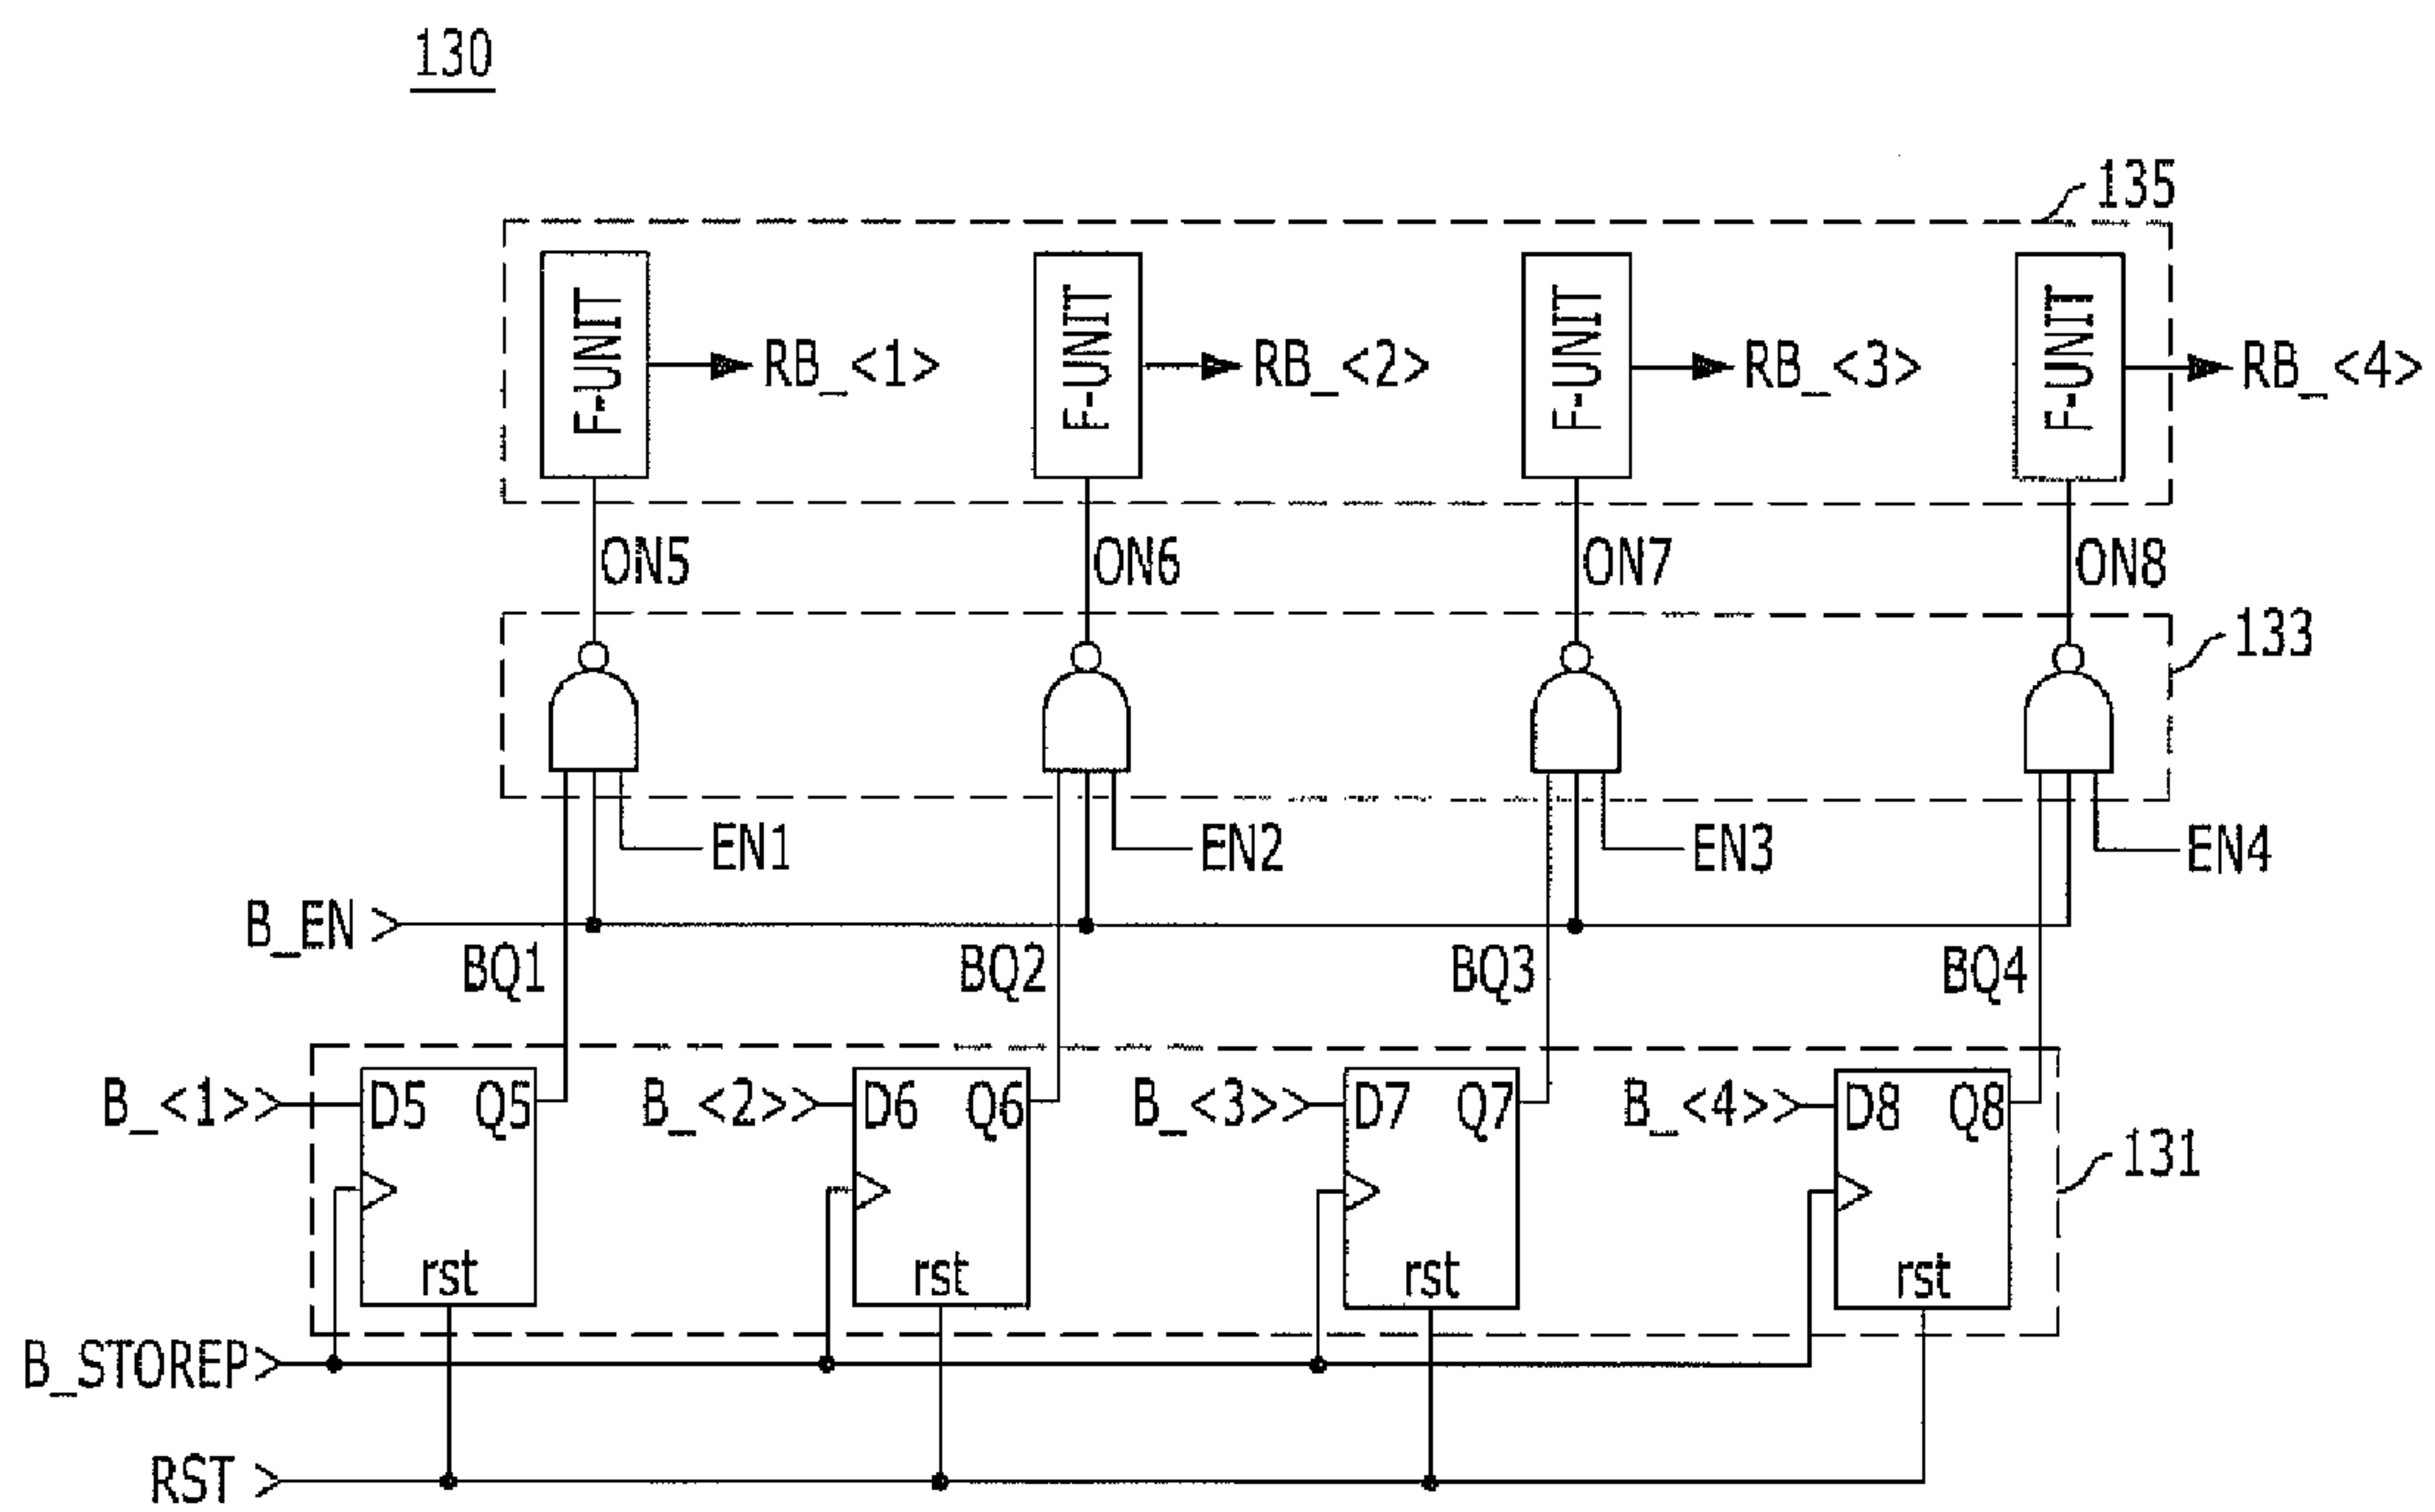 130
135
F-UNIT RB_<1> F-UNIT RB_<2> F-UNIT RB_<3> F-UNIT RB_<4>
ON5 ON6 ON7 ON8
133
EN1 EN2 EN3 EN4
B_EN
BQ1 BQ2 BQ3 BQ4
B_<1> D5 Q5 B_<2> D6 Q6 B_<3> D7 Q7 B_<4> D8 Q8
131
rst rst rst rst
B_STOREP
RST